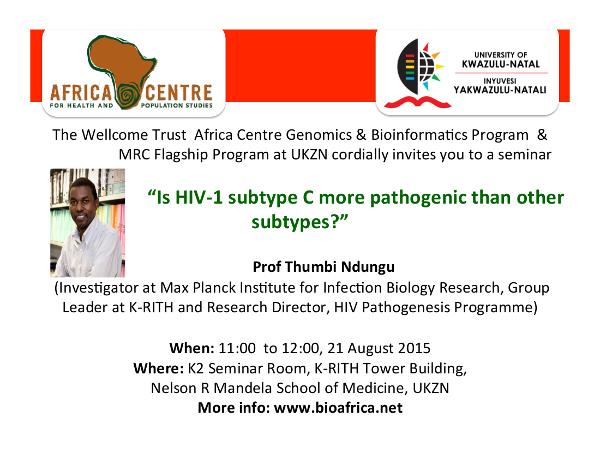 AFRICA CENTRE
FOR HEALTH AND POPULATION STUDIES
UNIVERSITY OF
KWAZULU-NATAL
INYUVESI
YAKWAZULU-NATALI
The Wellcome Trust Africa Centre Genomics & Bioinformatics Program &
MRC Flagship Program at UKZN cordially invites you to a seminar
“Is HIV-1 subtype C more pathogenic than other
subtypes?”
Prof Thumbi Ndungu
(Investigator at Max Planck Institute for Infection Biology Research, Group
Leader at K-RITH and Research Director, HIV Pathogenesis Programme)
When: 11:00 to 12:00, 21 August 2015
Where: K2 Seminar Room, K-RITH Tower Building,
Nelson R Mandela School of Medicine, UKZN
More info: www.bioafrica.net